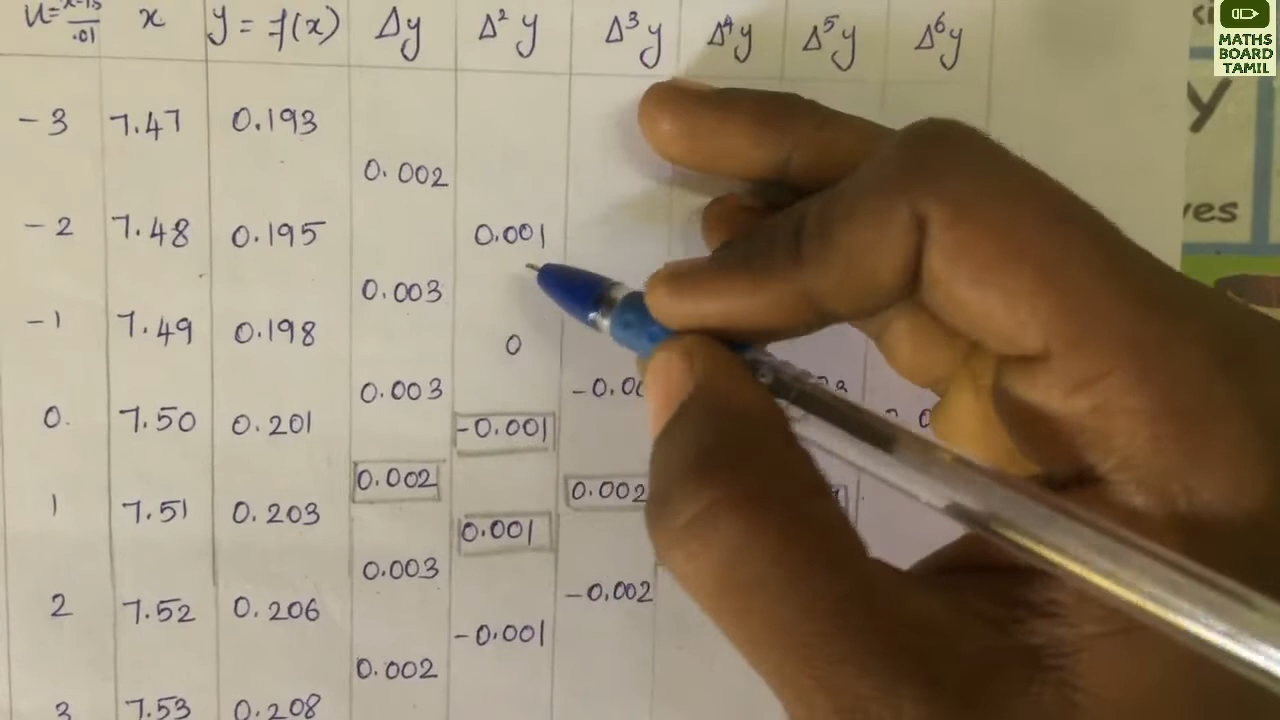 x y = f(x) Δy Δ²y Δ³y Δ⁴y Δ⁵y Δ⁶y
-3 7.47 0.193
0.002
-2 7.48 0.195 0.001
0.003
-1 7.49 0.198 0
0.003
0. 7.50 0.201 -0.001
0.002 0.002
1 7.51 0.203 0.001
0.003 -0.002
2 7.52 0.206 -0.001
0.002
3 7.53 0.208
MATHS
BOARD
TAMIL